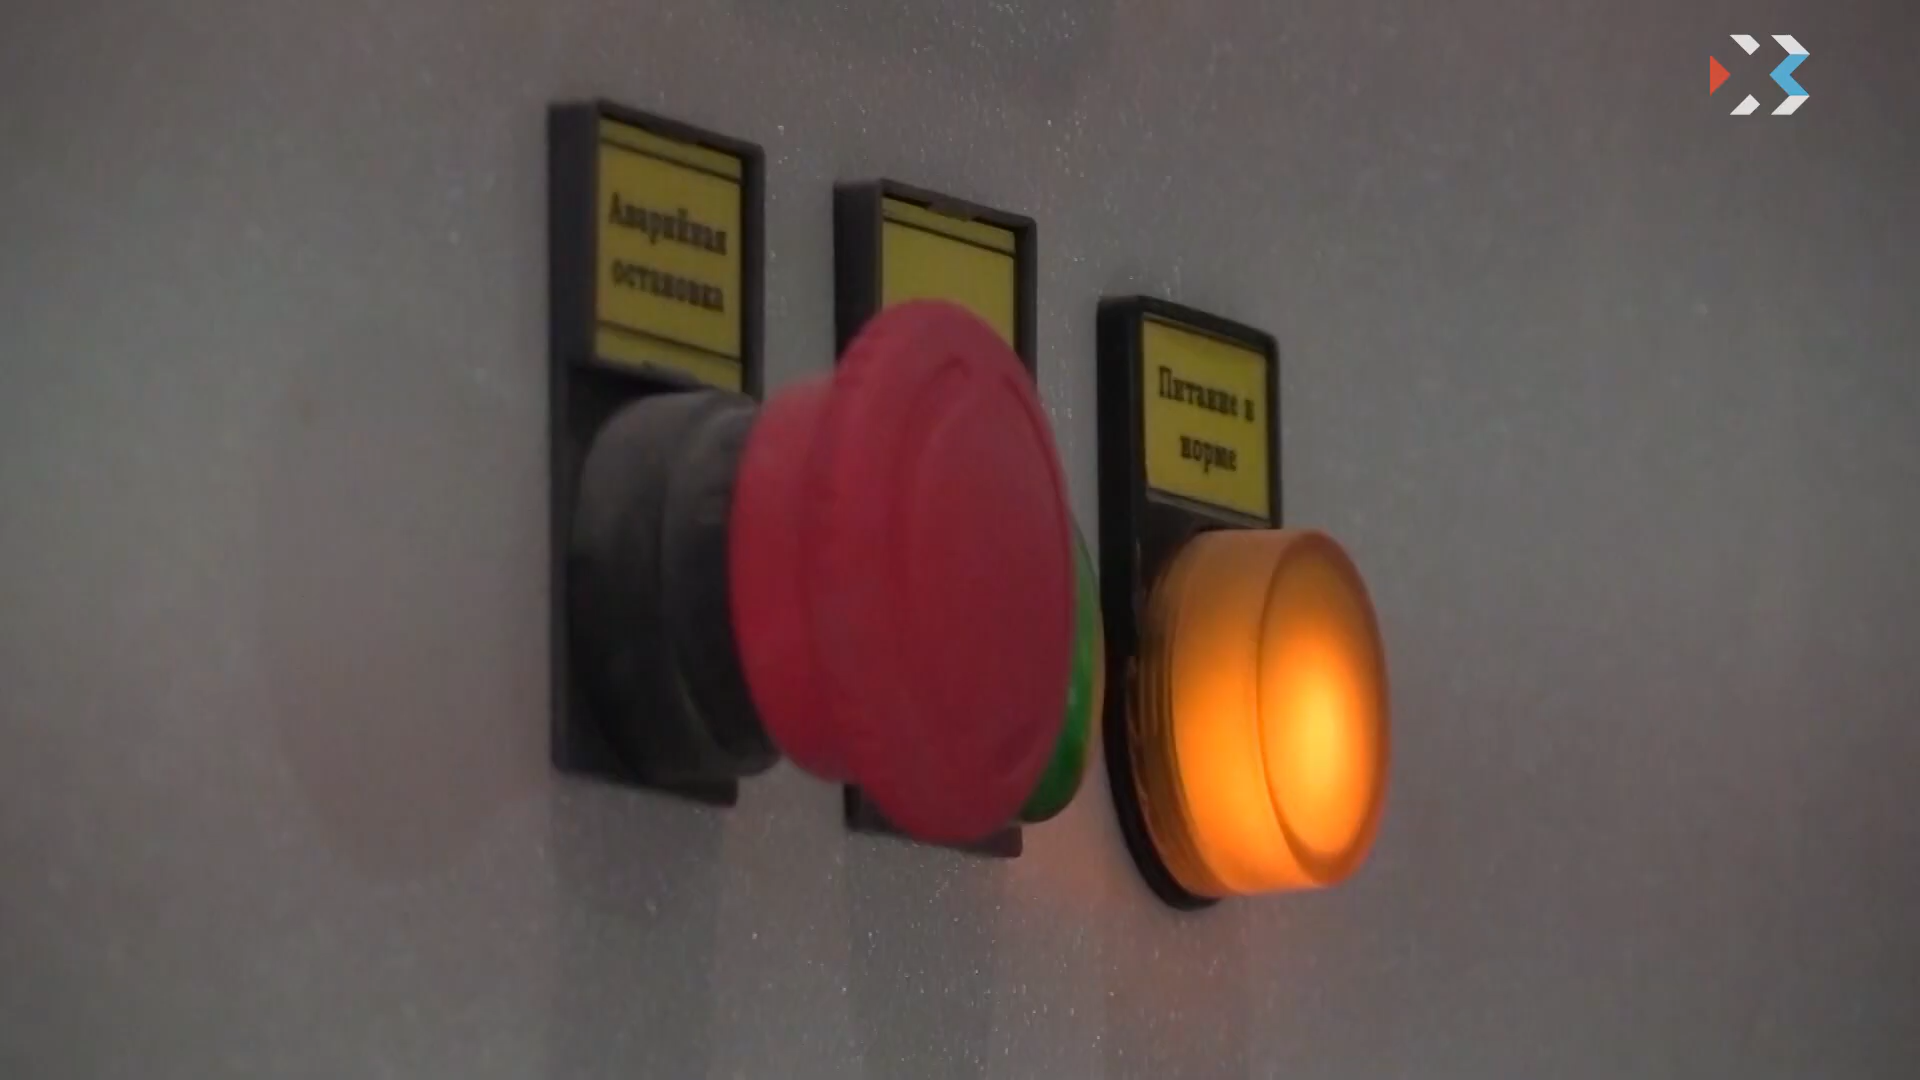 Аварийная
остановка
Питание в
норме